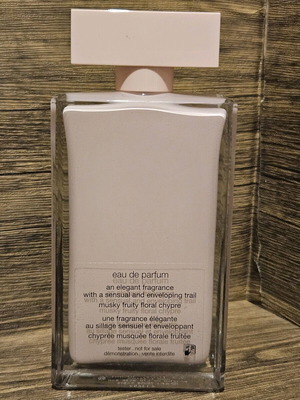 eau de parfum
an elegant fragrance
with a sensual and enveloping trail
musky fruity floral chypre
une fragrance élégante
au sillage sensuel et enveloppant
chyprée musquée florale fruitée
tester . not for sale
démonstration . vente interdite